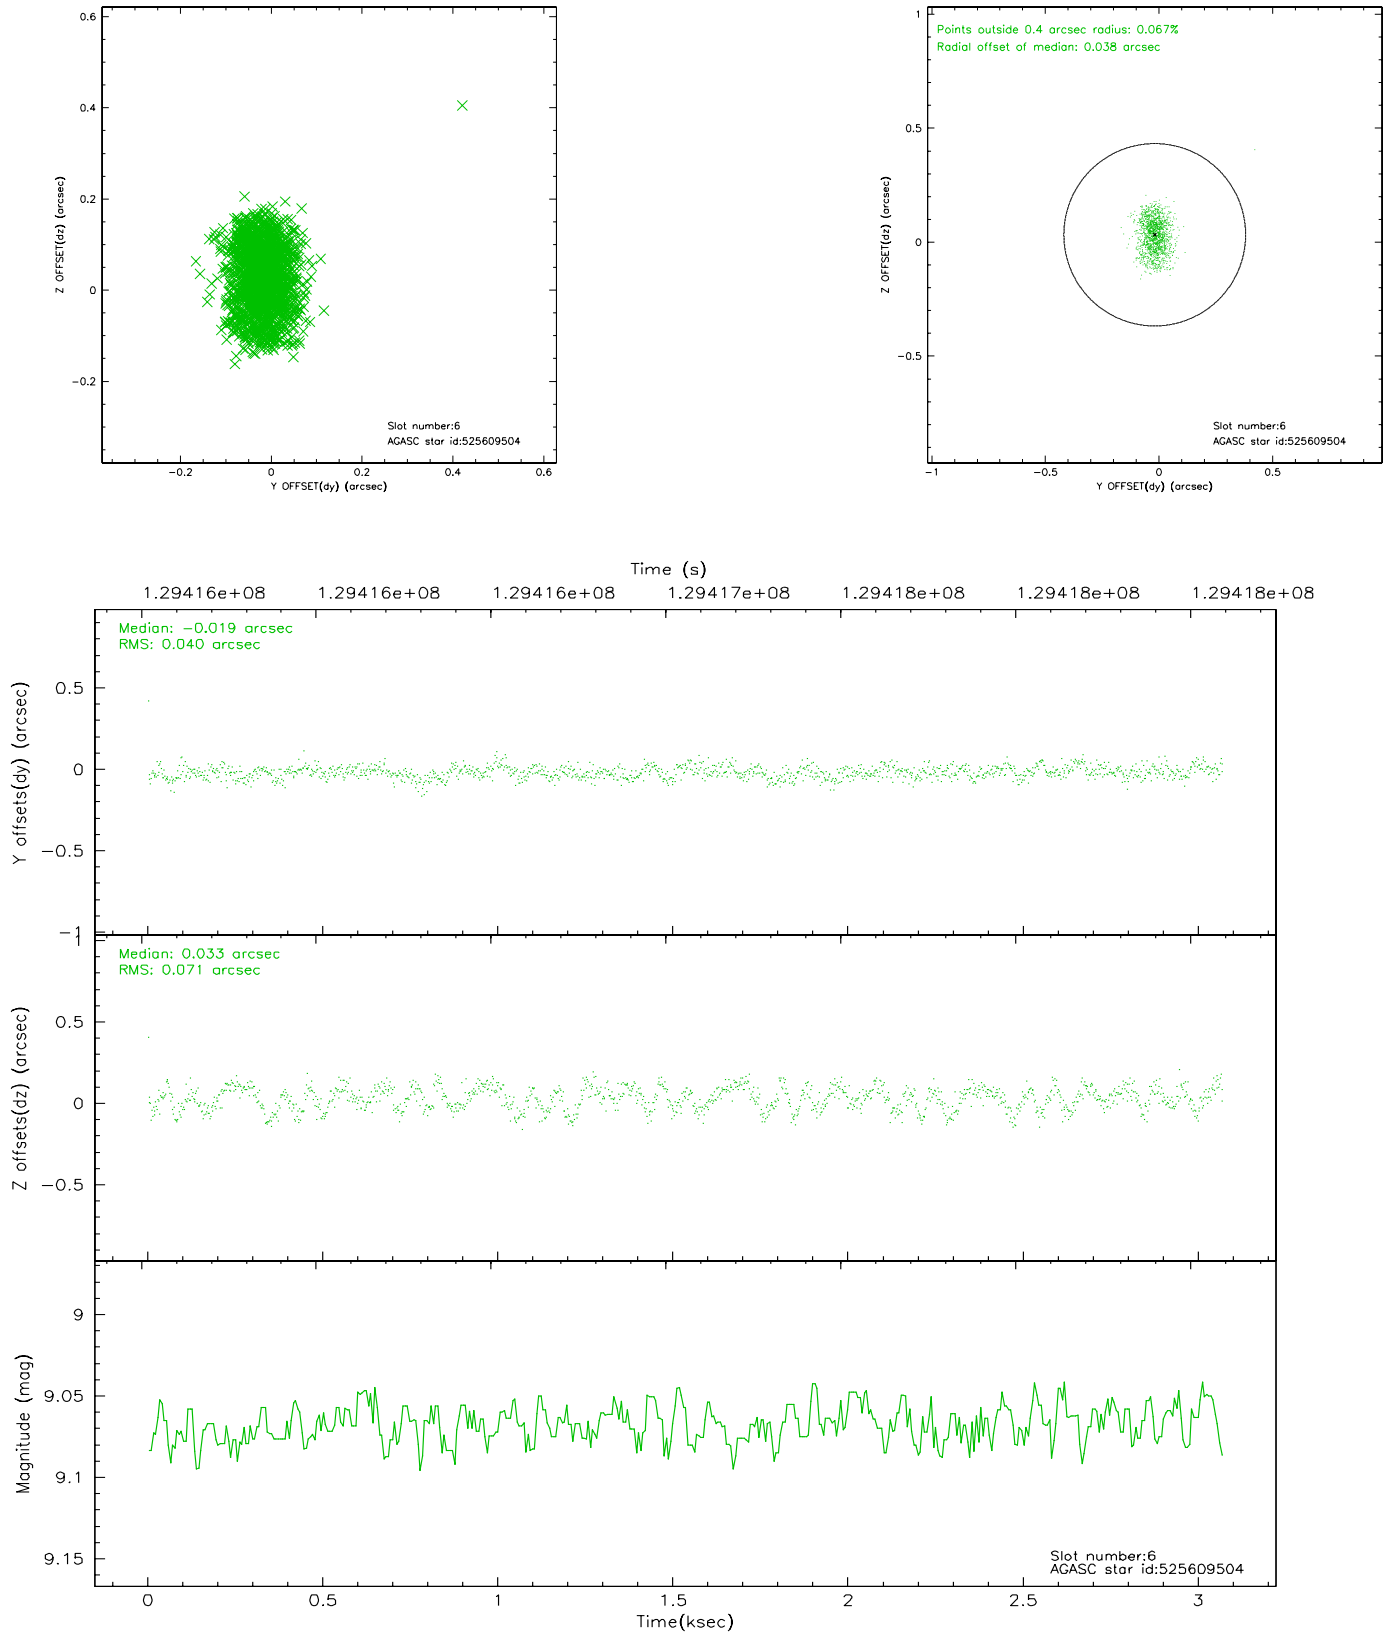 0.6
0.4
0.2
0
−0.2
Z OFFSET(dz) (arcsec)
Slot number:6
AGASC star id:525609504
−0.2 0 0.2 0.4 0.6
Y OFFSET(dy) (arcsec)
Points outside 0.4 arcsec radius: 0.067%
Radial offset of median: 0.038 arcsec
1
0.5
0
−0.5
Z OFFSET(dz) (arcsec)
Slot number:6
AGASC star id:525609504
−1 −0.5 0 0.5
Y OFFSET(dy) (arcsec)
Time (s)
1.29416e+08 1.29416e+08 1.29416e+08 1.29417e+08 1.29418e+08 1.29418e+08 1.29418e+08
Median: −0.019 arcsec
RMS: 0.040 arcsec
0.5
0
−0.5
−1
Y offsets(dy) (arcsec)
Median: 0.033 arcsec
RMS: 0.071 arcsec
1
0.5
0
−0.5
Z offsets(dz) (arcsec)
9
9.05
9.1
9.15
Magnitude (mag)
Slot number:6
AGASC star id:525609504
0 0.5 1 1.5 2 2.5 3
Time(ksec)